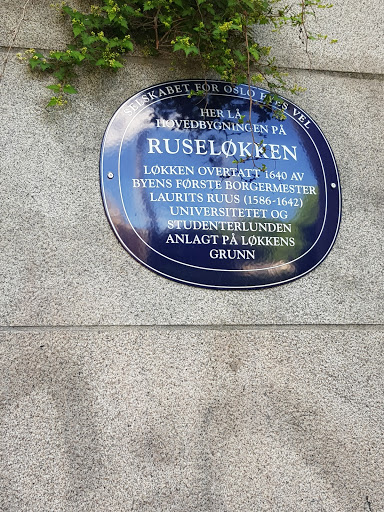 SELSKABET FOR OSLO BYES VEL
HER LÅ
HOVEDBYGNINGEN PÅ
RUSELØKKEN
LØKKEN OVERTATT 1640 AV
BYENS FØRSTE BORGERMESTER
LAURITS RUUS (1586-1642)
UNIVERSITETET OG
STUDENTERLUNDEN
ANLAGT PÅ LØKKENS
GRUNN